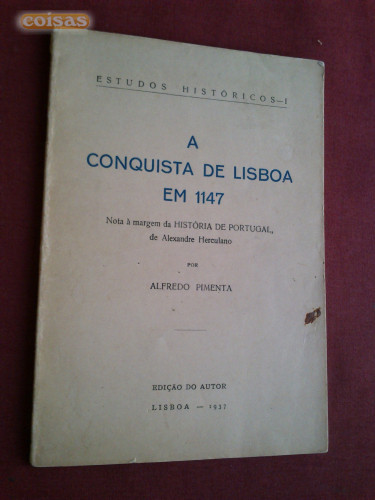 coisas
ESTUDOS HISTÓRICOS—I
A
CONQUISTA DE LISBOA
EM 1147
Nota à margem da HISTÓRIA DE PORTUGAL,
de Alexandre Herculano
POR
ALFREDO PIMENTA
EDIÇÃO DO AUTOR
LISBOA — 1937